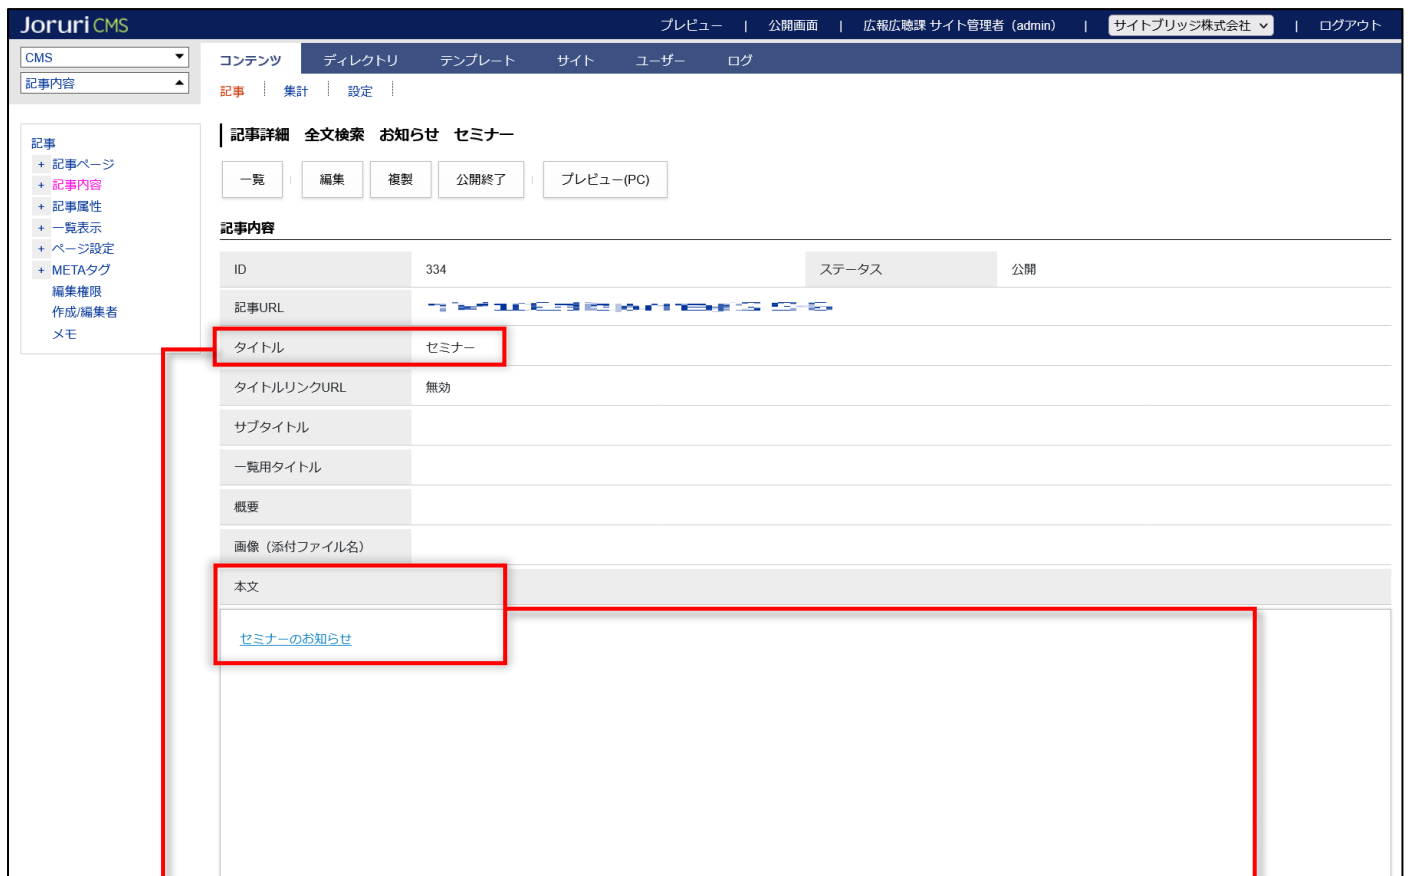 Joruri CMS
プレビュー | 公開画面 | 広報広聴課 サイト管理者（admin） | サイトブリッジ株式会社 | ログアウト
CMS
コンテンツ ディレクトリ テンプレート サイト ユーザー ログ
記事内容
記事 集計 設定
記事詳細 全文検索 お知らせ セミナー
記事
+ 記事ページ
+ 記事内容
+ 記事属性
+ 一覧表示
+ ページ設定
+ METAタグ
編集権限
作成/編集者
メモ
一覧 編集 複製 公開終了 プレビュー(PC)
記事内容
ID 334 ステータス 公開
記事URL
タイトル セミナー
タイトルリンクURL 無効
サブタイトル
一覧用タイトル
概要
画像（添付ファイル名）
本文
セミナーのお知らせ